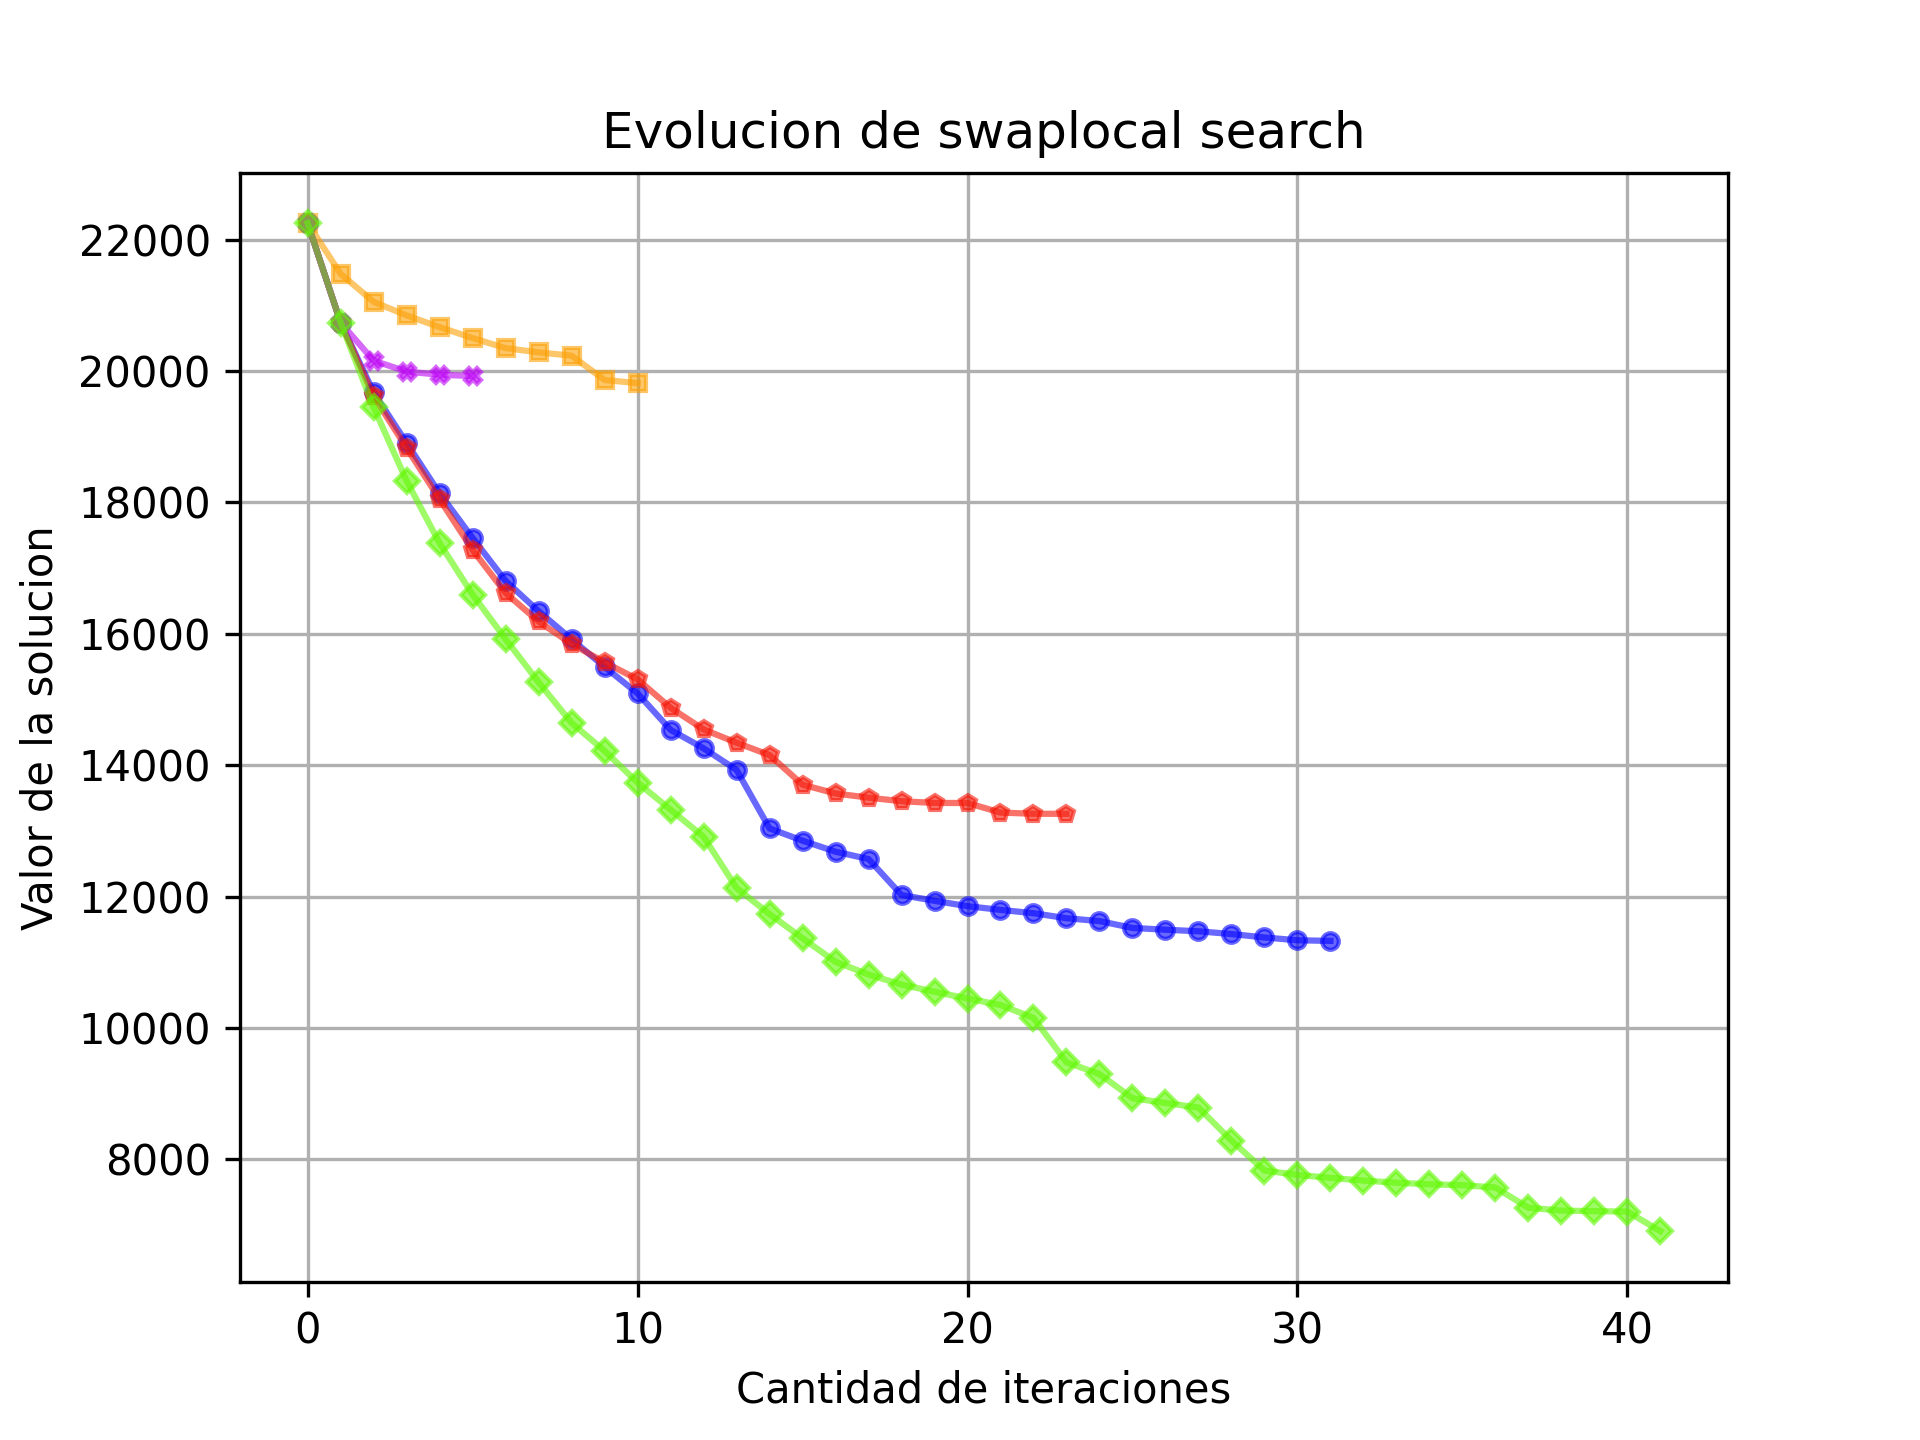 Evolucion de swaplocal search
Valor de la solucion
22000
20000
18000
16000
14000
12000
10000
8000
0 10 20 30 40
Cantidad de iteraciones